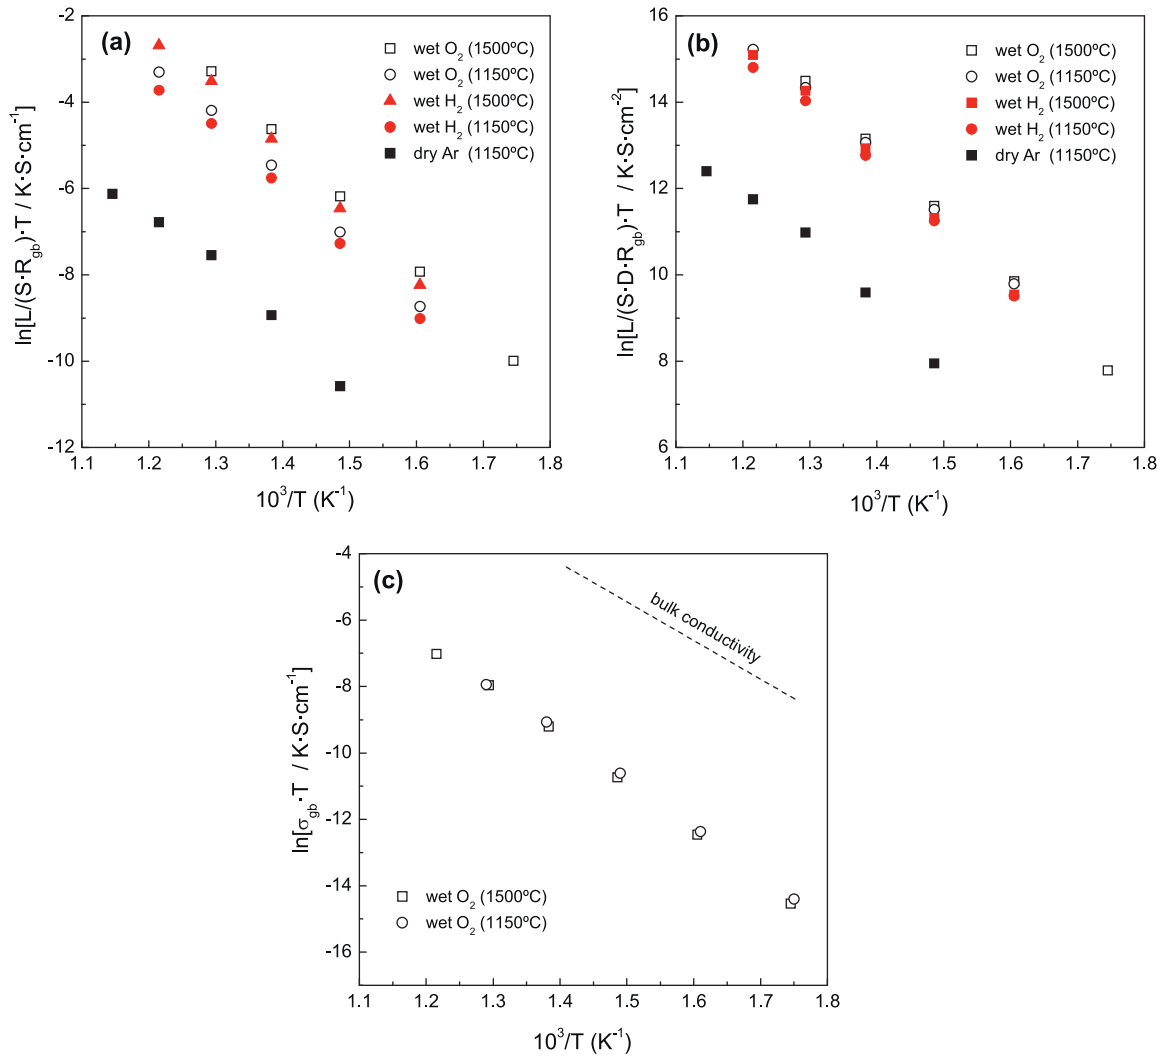 (a)
wet O₂ (1500ºC)
wet O₂ (1150ºC)
wet H₂ (1500ºC)
wet H₂ (1150ºC)
dry Ar (1150ºC)
ln[L/(S·R_gb)·T / K·S·cm⁻¹]
-2
-4
-6
-8
-10
-12
1.1 1.2 1.3 1.4 1.5 1.6 1.7 1.8
10³/T (K⁻¹)
(b)
wet O₂ (1500ºC)
wet O₂ (1150ºC)
wet H₂ (1500ºC)
wet H₂ (1150ºC)
dry Ar (1150ºC)
ln[L/(S·D·R_gb)·T / K·S·cm⁻²]
16
14
12
10
8
6
1.1 1.2 1.3 1.4 1.5 1.6 1.7 1.8
10³/T (K⁻¹)
(c)
bulk conductivity
wet O₂ (1500ºC)
wet O₂ (1150ºC)
ln[σ_gb·T / K·S·cm⁻¹]
-4
-6
-8
-10
-12
-14
-16
1.1 1.2 1.3 1.4 1.5 1.6 1.7 1.8
10³/T (K⁻¹)